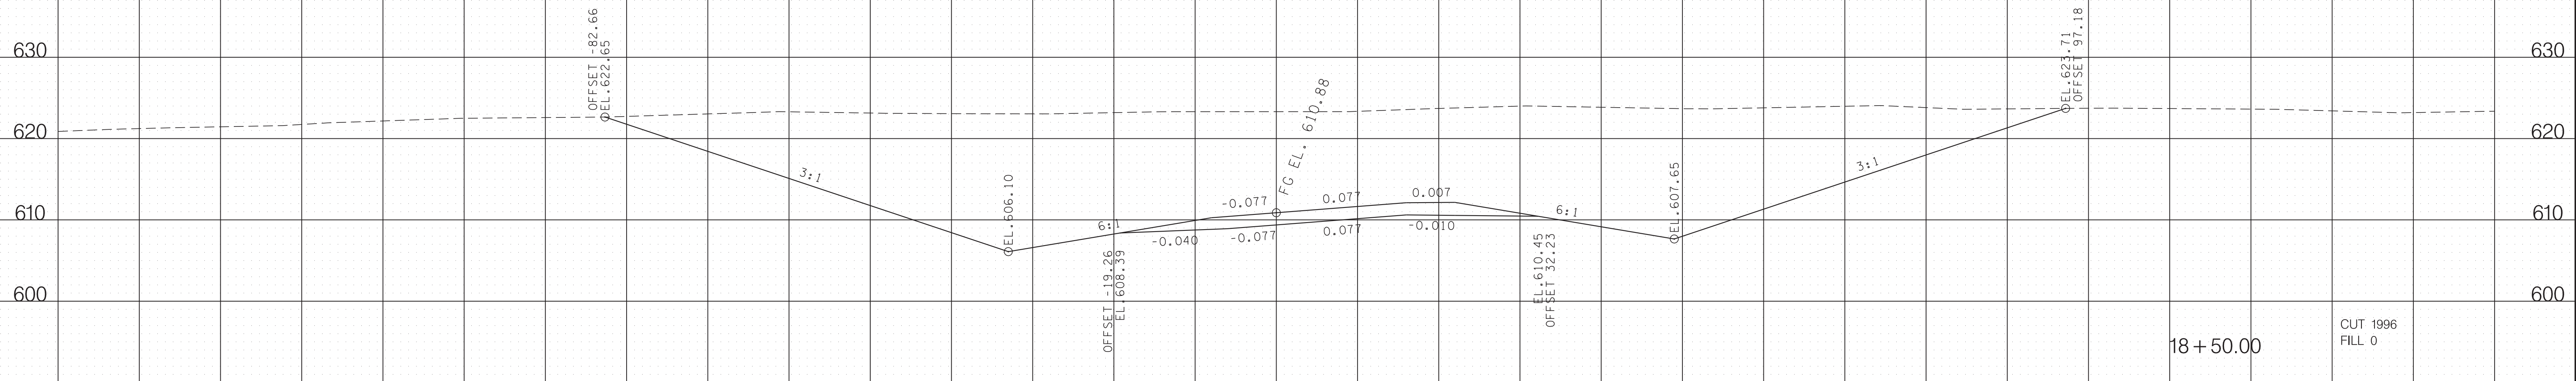 OFFSET -82.66
EL.622.65
EL.623.71
OFFSET 97.18
630
630
FG EL. 610.88
620
620
3:1
3:1
EL.606.10
EL.607.65
-0.077
0.077
0.007
610
6:1
6:1
610
-0.040
-0.077
0.077
-0.010
OFFSET -19.26
EL.608.39
EL.610.45
OFFSET 32.23
600
600
CUT 1996
FILL 0
18+50.00